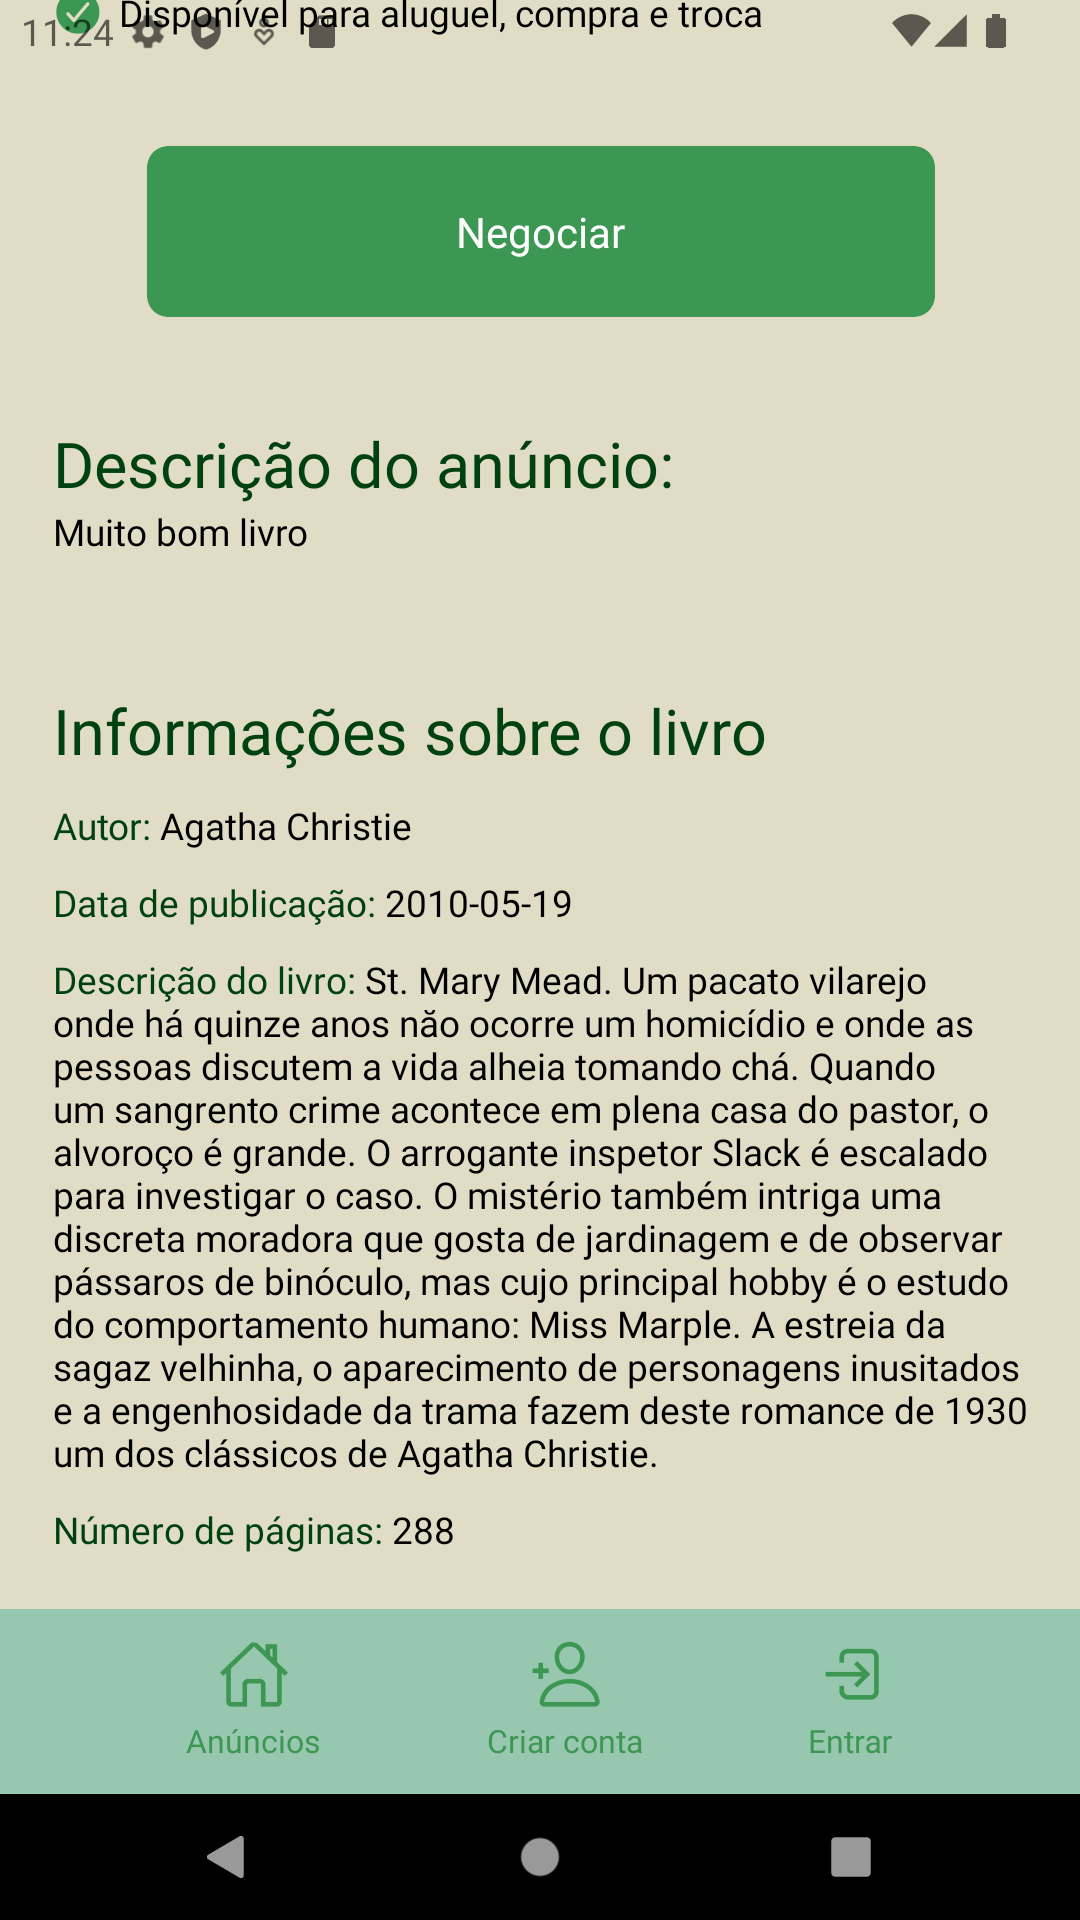 Disponível para aluguel, compra e troca
11:24
Negociar
Descrição do anúncio:
Muito bom livro
Informações sobre o livro
Autor: Agatha Christie
Data de publicação: 2010-05-19
Descrição do livro: St. Mary Mead. Um pacato vilarejo
onde há quinze anos năo ocorre um homicídio e onde as
pessoas discutem a vida alheia tomando chá. Quando
um sangrento crime acontece em plena casa do pastor, o
alvoroço é grande. O arrogante inspetor Slack é escalado
para investigar o caso. O mistério também intriga uma
discreta moradora que gosta de jardinagem e de observar
pássaros de binóculo, mas cujo principal hobby é o estudo
do comportamento humano: Miss Marple. A estreia da
sagaz velhinha, o aparecimento de personagens inusitados
e a engenhosidade da trama fazem deste romance de 1930
um dos clássicos de Agatha Christie.
Número de páginas: 288
Anúncios
Criar conta
Entrar